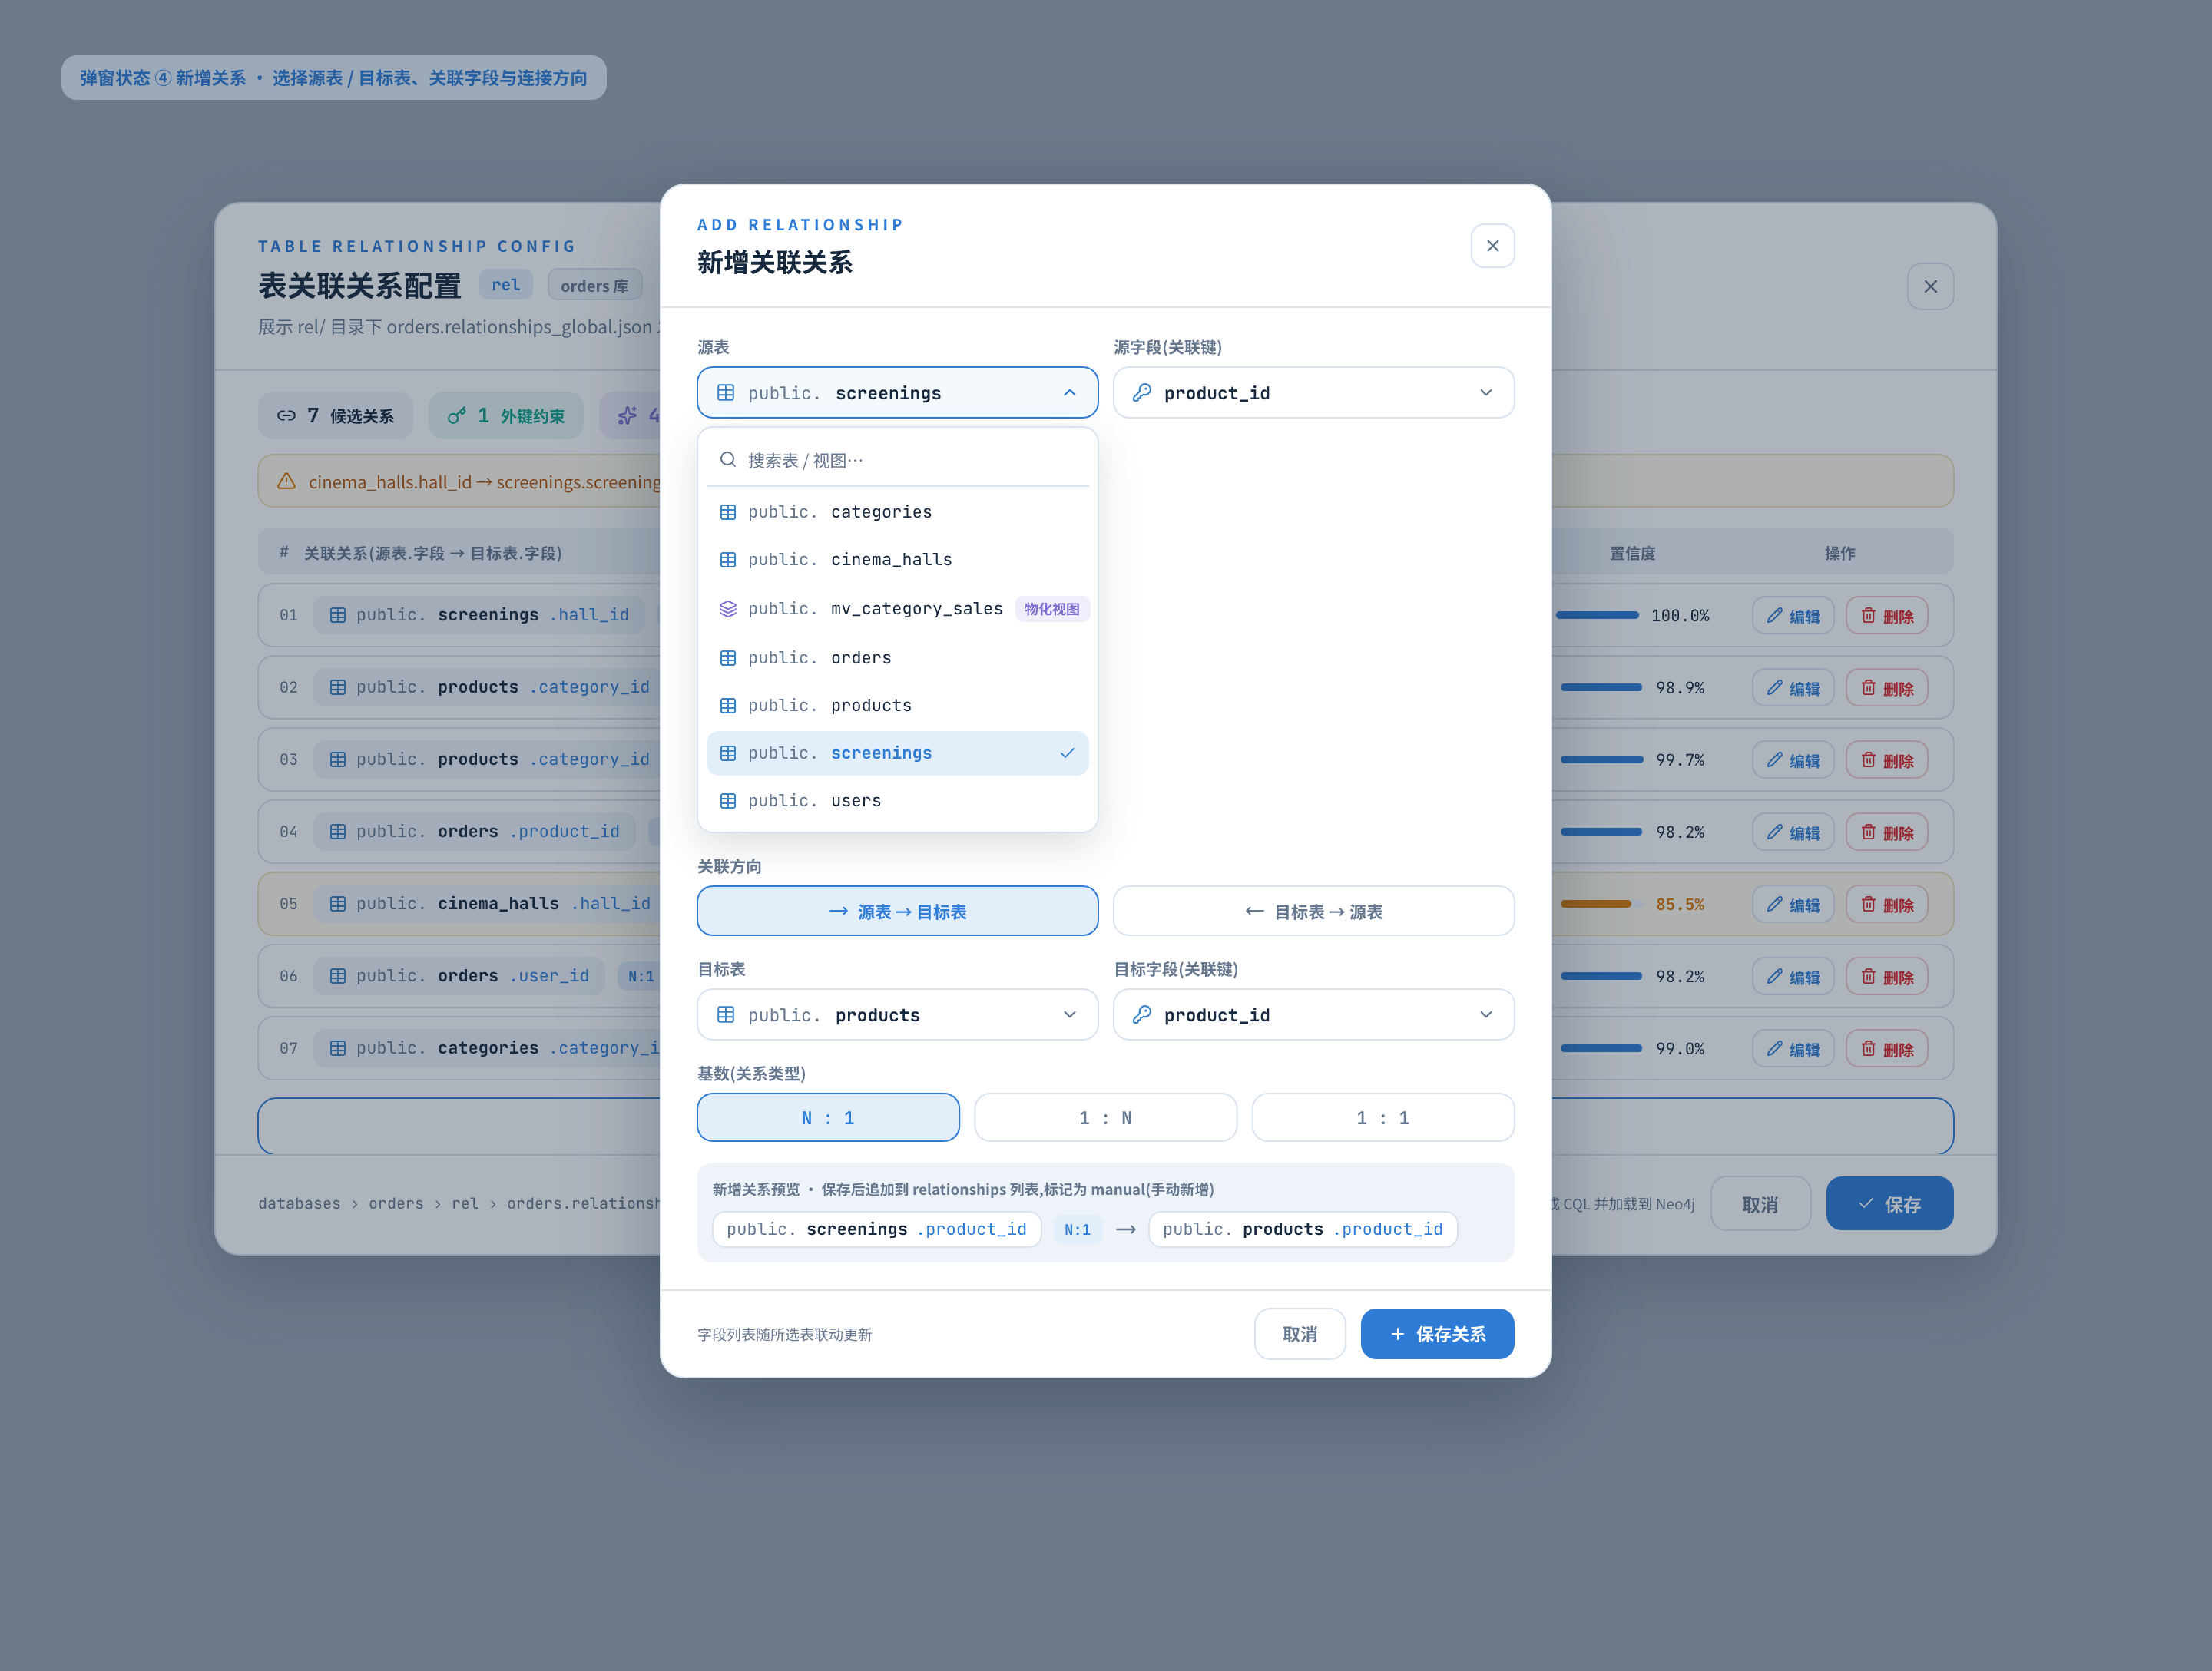 弹窗状态 ④ 新增关系 · 选择源表 / 目标表、关联字段与连接方向
TABLE RELATIONSHIP CONFIG
表关联关系配置 rel orders 库
展示 rel/ 目录下 orders.relationships_global.json
7 候选关系 1 外键约束 4
cinema_halls.hall_id → screenings.screening
# 关联关系(源表.字段 → 目标表.字段) 置信度 操作
01 public. screenings .hall_id 100.0% 编辑 删除
02 public. products .category_id 98.9% 编辑 删除
03 public. products .category_id 99.7% 编辑 删除
04 public. orders .product_id 98.2% 编辑 删除
05 public. cinema_halls .hall_id 85.5% 编辑 删除
06 public. orders .user_id N:1 98.2% 编辑 删除
07 public. categories .category_i 99.0% 编辑 删除
databases › orders › rel › orders.relationsh
CQL 并加载到 Neo4j 取消 保存
ADD RELATIONSHIP
新增关联关系
源表 源字段(关联键)
public. screenings product_id
搜索表 / 视图…
public. categories
public. cinema_halls
public. mv_category_sales 物化视图
public. orders
public. products
public. screenings
public. users
关联方向
→ 源表 → 目标表 ← 目标表 → 源表
目标表 目标字段(关联键)
public. products product_id
基数(关系类型)
N : 1 1 : N 1 : 1
新增关系预览 · 保存后追加到 relationships 列表,标记为 manual(手动新增)
public. screenings .product_id N:1 → public. products .product_id
字段列表随所选表联动更新 取消 + 保存关系